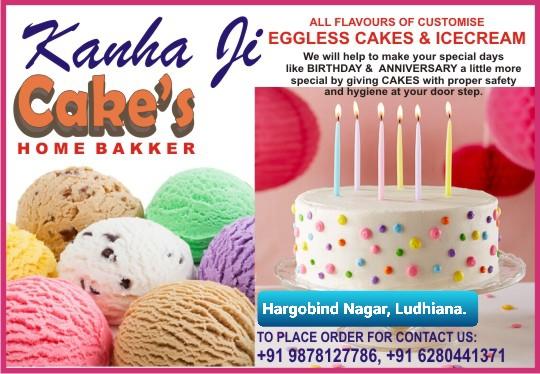 Kanha Ji
Cake's
HOME BAKKER
ALL FLAVOURS OF CUSTOMISE
EGGLESS CAKES & ICECREAM
We will help to make your special days
like BIRTHDAY & ANNIVERSARY a little more
special by giving CAKES with proper safety
and hygiene at your door step.
Hargobind Nagar, Ludhiana.
TO PLACE ORDER FOR CONTACT US:
+91 9878127786, +91 6280441371